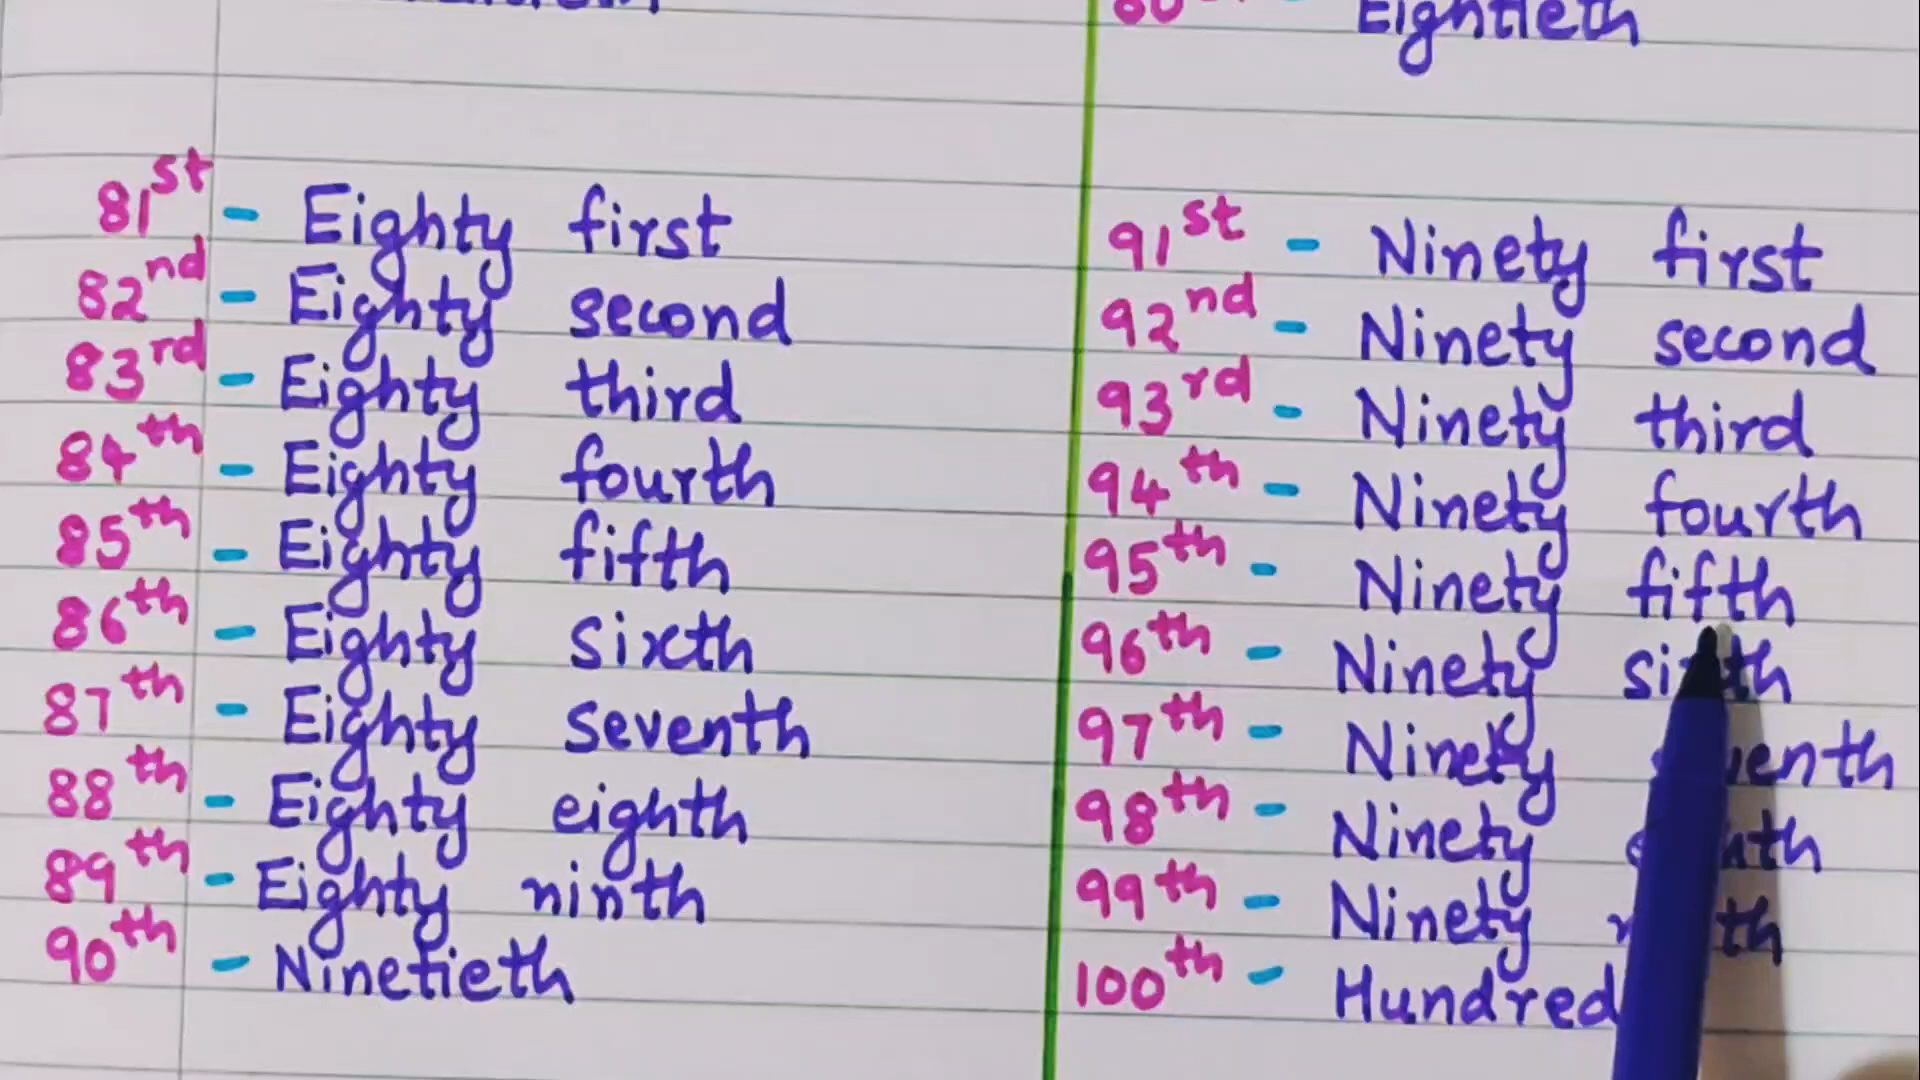 80th - Eightieth
81st - Eighty first
82nd - Eighty second
83rd - Eighty third
84th - Eighty fourth
85th - Eighty fifth
86th - Eighty sixth
87th - Eighty seventh
88th - Eighty eighth
89th - Eighty ninth
90th - Ninetieth
91st - Ninety first
92nd - Ninety second
93rd - Ninety third
94th - Ninety fourth
95th - Ninety fifth
96th - Ninety sixth
97th - Ninety
98th - Ninety
99th - Ninety
100th - Hundred